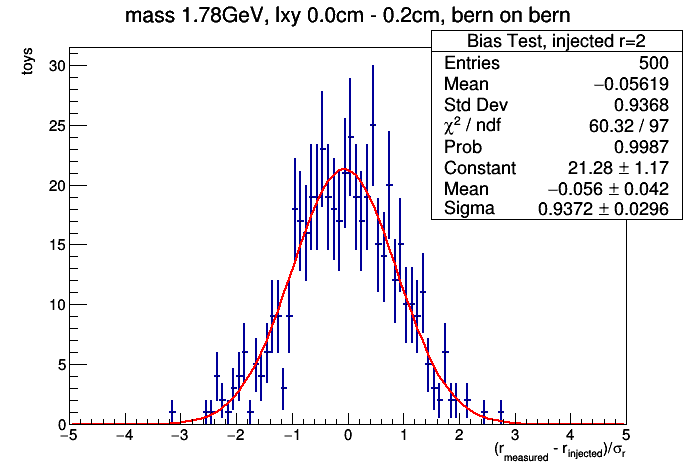 mass 1.78GeV, lxy 0.0cm - 0.2cm, bern on bern
Bias Test, injected r=2
Entries 500
Mean −0.05619
Std Dev 0.9368
χ² / ndf 60.32 / 97
Prob 0.9987
Constant 21.28 ± 1.17
Mean −0.056 ± 0.042
Sigma 0.9372 ± 0.0296
toys
30
25
20
15
10
5
0
−5 −4 −3 −2 −1 0 1 2 3 4 5
(r_measured - r_injected)/σ_r